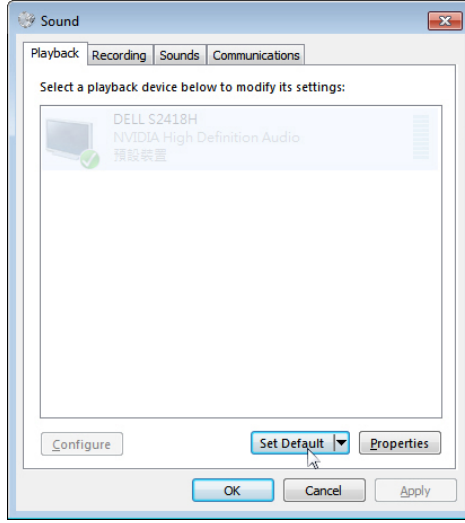 Sound
Playback Recording Sounds Communications
Select a playback device below to modify its settings:
DELL S2418H
NVIDIA High Definition Audio
預設裝置
Configure Set Default Properties
OK Cancel Apply